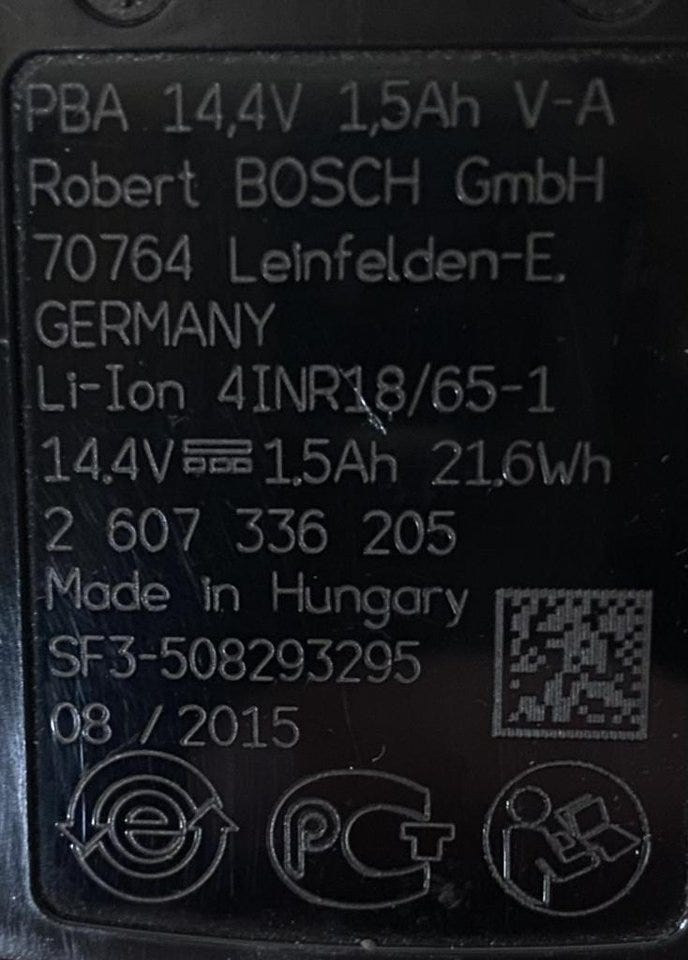 PBA 14,4V 1,5Ah V-A
Robert BOSCH GmbH
70764 Leinfelden-E.
GERMANY
Li-Ion 4INR18/65-1
14.4V⎓1.5Ah 21.6Wh
2 607 336 205
Made in Hungary
SF3-508293295
08 / 2015
e PCT